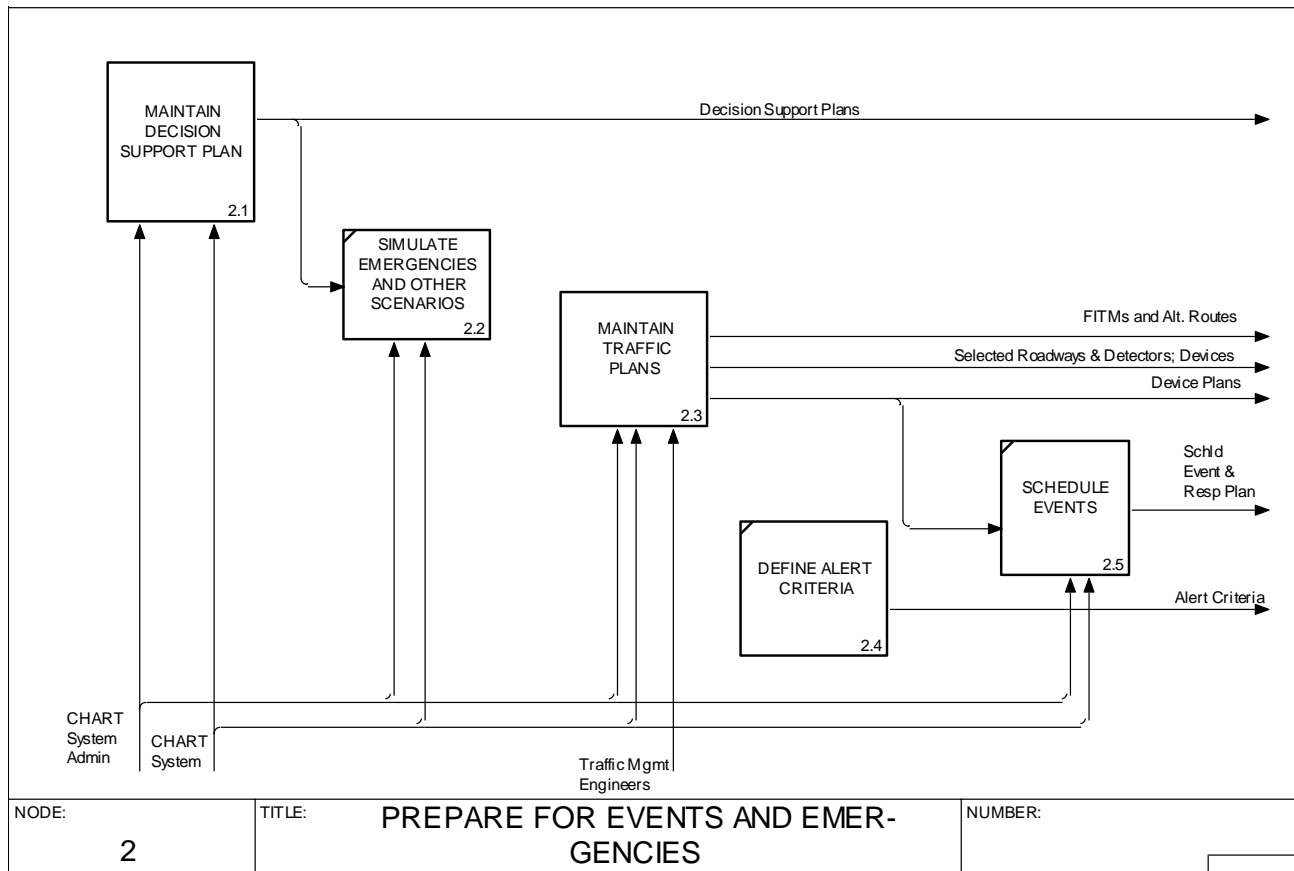 MAINTAIN
DECISION
SUPPORT PLAN
2.1
Decision Support Plans
SIMULATE
EMERGENCIES
AND OTHER
SCENARIOS
2.2
MAINTAIN
TRAFFIC
PLANS
2.3
FITMs and Alt. Routes
Selected Roadways & Detectors; Devices
Device Plans
SCHEDULE
EVENTS
2.5
Schld
Event &
Resp Plan
DEFINE ALERT
CRITERIA
2.4
Alert Criteria
CHART
System
Admin
CHART
System
Traffic Mgmt
Engineers
NODE:
2
TITLE:
PREPARE FOR EVENTS AND EMER-
GENCIES
NUMBER: